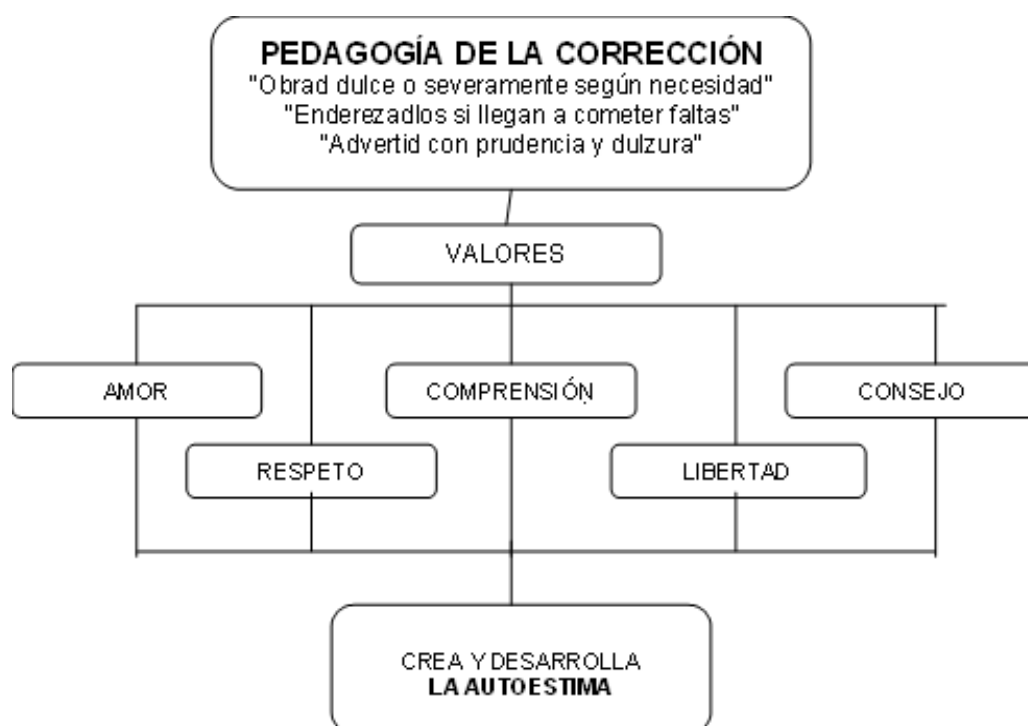 PEDAGOGÍA DE LA CORRECCIÓN
"Obrad dulce o severamente según necesidad"
"Enderezadlos si llegan a cometer faltas"
"Advertid con prudencia y dulzura"
VALORES
AMOR
COMPRENSIÓN
CONSEJO
RESPETO
LIBERTAD
CREA Y DESARROLLA
LA AUTOESTIMA